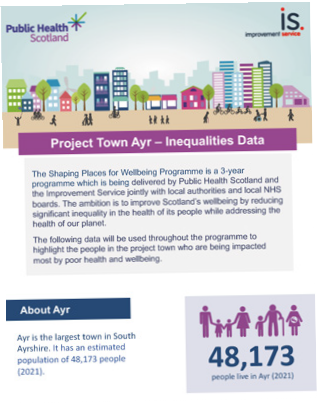 Public Health
Scotland
is.
improvement service
Project Town Ayr – Inequalities Data
The Shaping Places for Wellbeing Programme is a 3-year
programme which is being delivered by Public Health Scotland and
the Improvement Service jointly with local authorities and local NHS
boards. The ambition is to improve Scotland's wellbeing by reducing
significant inequality in the health of its people while addressing the
health of our planet.
The following data will be used throughout the programme to
highlight the people in the project town who are being impacted
most by poor health and wellbeing.
About Ayr
Ayr is the largest town in South
Ayrshire. It has an estimated
population of 48,173 people
(2021).
48,173
people live in Ayr (2021)